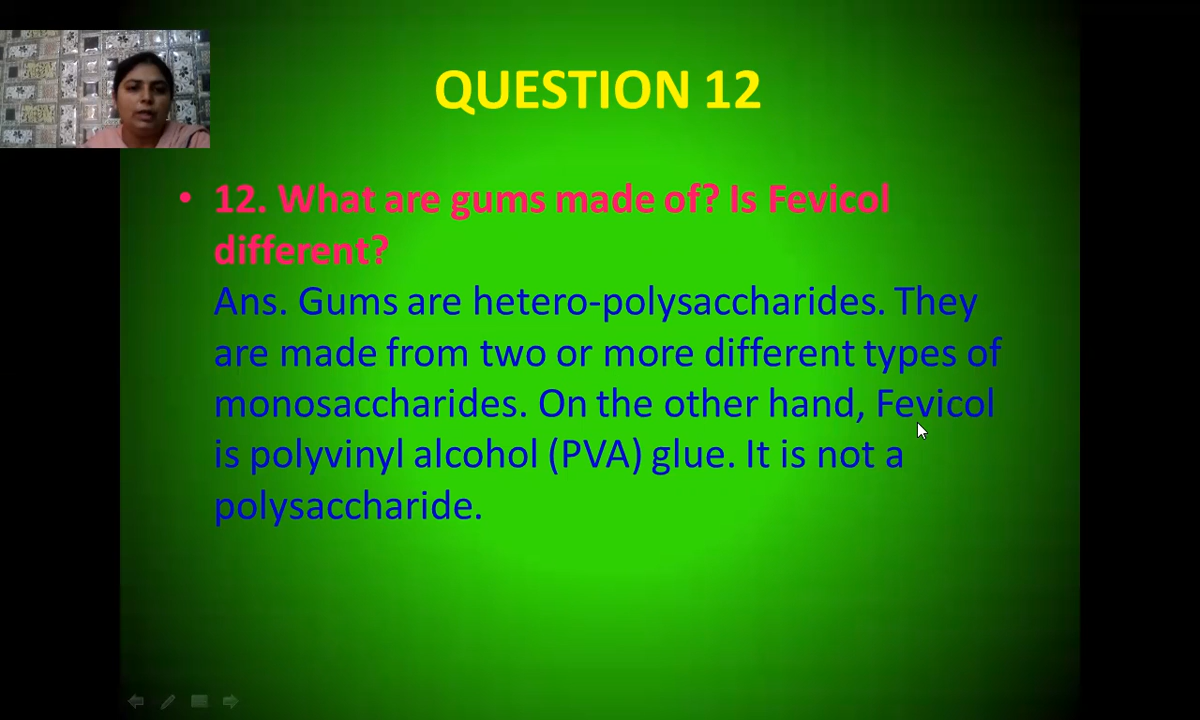 QUESTION 12
• 12. What are gums made of? Is Fevicol
different?
Ans. Gums are hetero-polysaccharides. They
are made from two or more different types of
monosaccharides. On the other hand, Fevicol
is polyvinyl alcohol (PVA) glue. It is not a
polysaccharide.